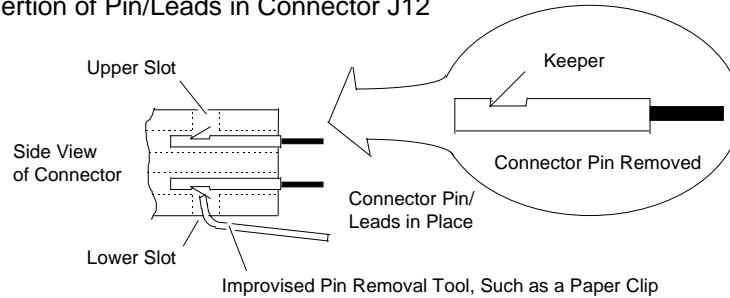 ertion of Pin/Leads in Connector J12
Upper Slot
Keeper
Side View
of Connector
Connector Pin Removed
Connector Pin/
Leads in Place
Lower Slot
Improvised Pin Removal Tool, Such as a Paper Clip